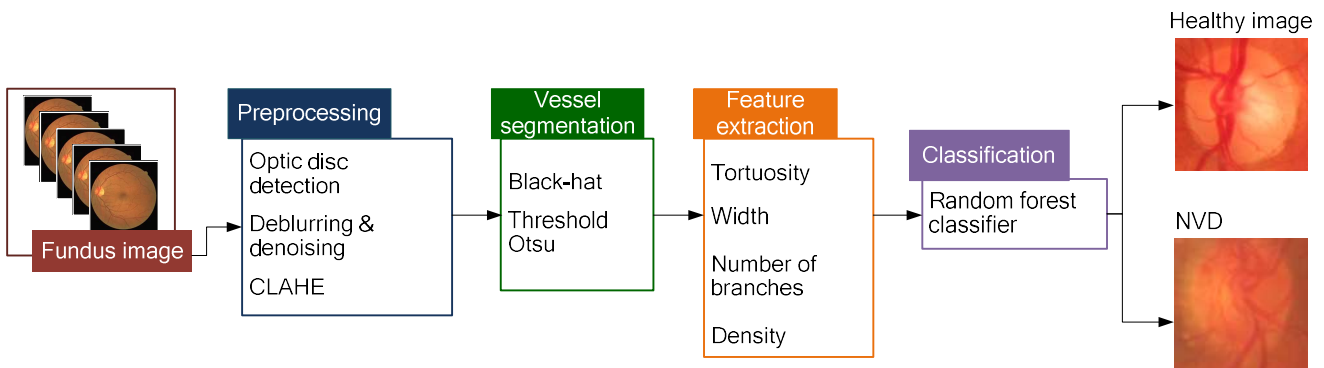 Fundus image
Preprocessing
Optic disc
detection
Deblurring &
denoising
CLAHE
Vessel
segmentation
Black-hat
Threshold
Otsu
Feature
extraction
Tortuosity
Width
Number of
branches
Density
Classification
Random forest
classifier
Healthy image
NVD